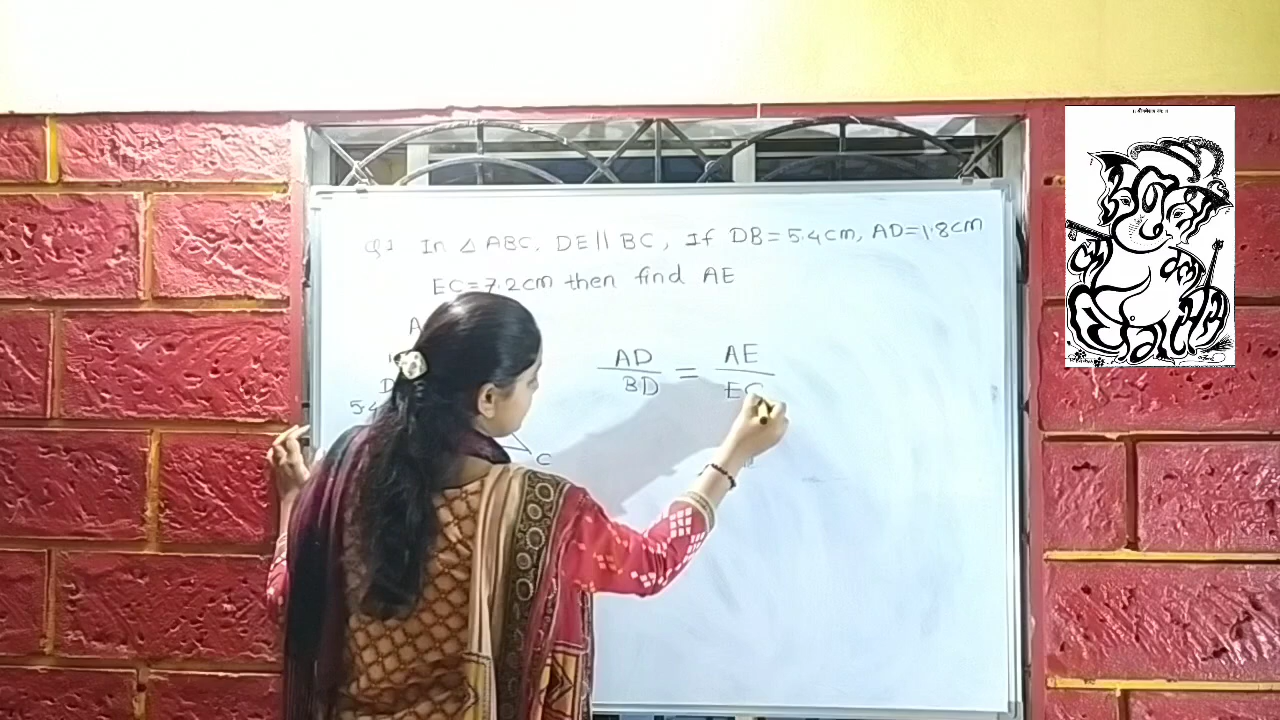 Q1 In △ ABC, DE || BC, If DB=5.4cm, AD=1.8cm
EC=7.2cm then find AE
A
D
5.4
C
AD/BD = AE/EC